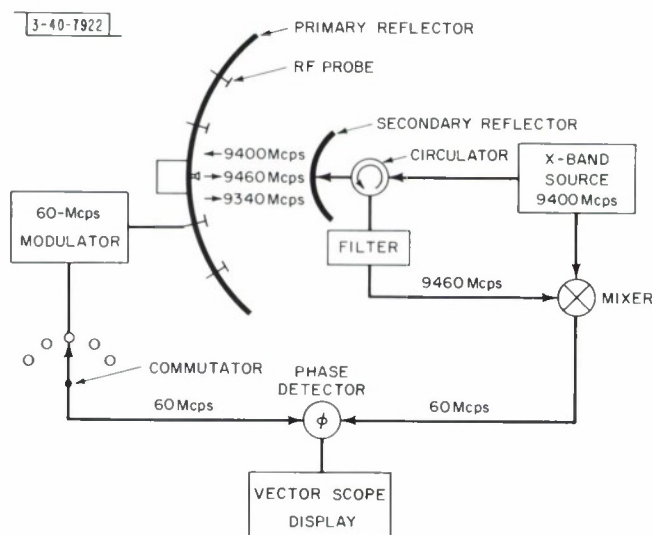 3-40-7922
PRIMARY REFLECTOR
RF PROBE
SECONDARY REFLECTOR
CIRCULATOR
9400 Mcps
9460 Mcps
9340 Mcps
X-BAND
SOURCE
9400 Mcps
60-Mcps
MODULATOR
FILTER
9460 Mcps
MIXER
COMMUTATOR
PHASE
DETECTOR
60 Mcps
ϕ
60 Mcps
VECTOR SCOPE
DISPLAY